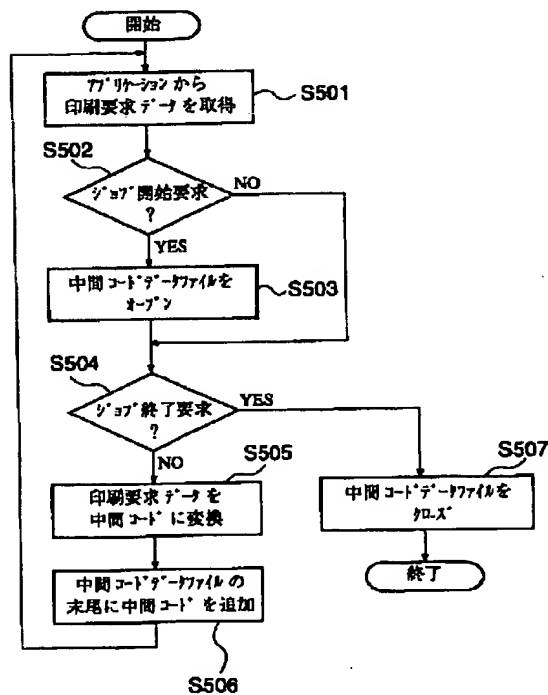 開始
アプリケーションから
印刷要求データを取得
S501
S502
ジョブ開始要求
?
NO
YES
中間コードデータファイルを
オープン
S503
S504
ジョブ終了要求
?
YES
NO
S505
印刷要求データを
中間コードに変換
S507
中間コードデータファイルを
クローズ
終了
中間コードデータファイルの
末尾に中間コードを追加
S506